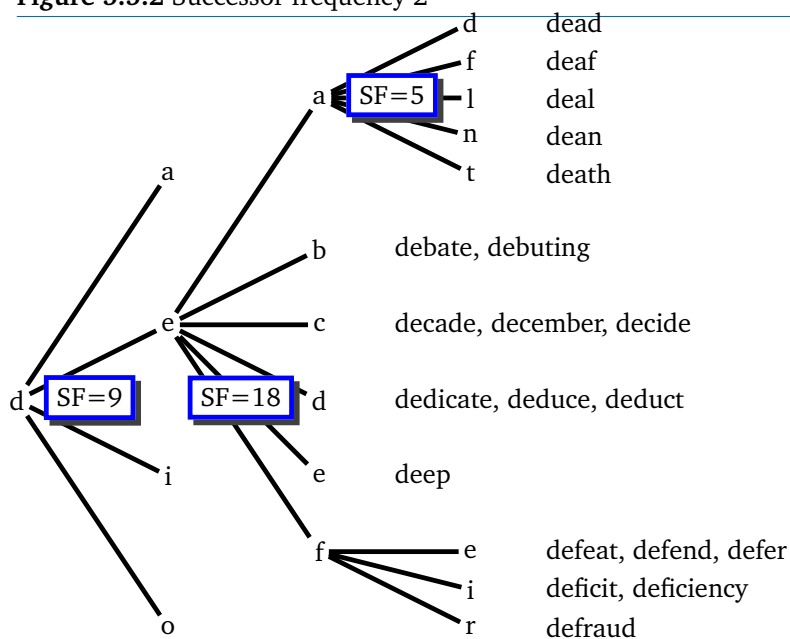 Figure 5.5.2 Successor frequency 2
d dead
f deaf
a SF=5 l deal
n dean
a t death
b debate, debuting
e c decade, december, decide
d SF=9 SF=18 d dedicate, deduce, deduct
i e deep
f e defeat, defend, defer
i deficit, deficiency
o r defraud